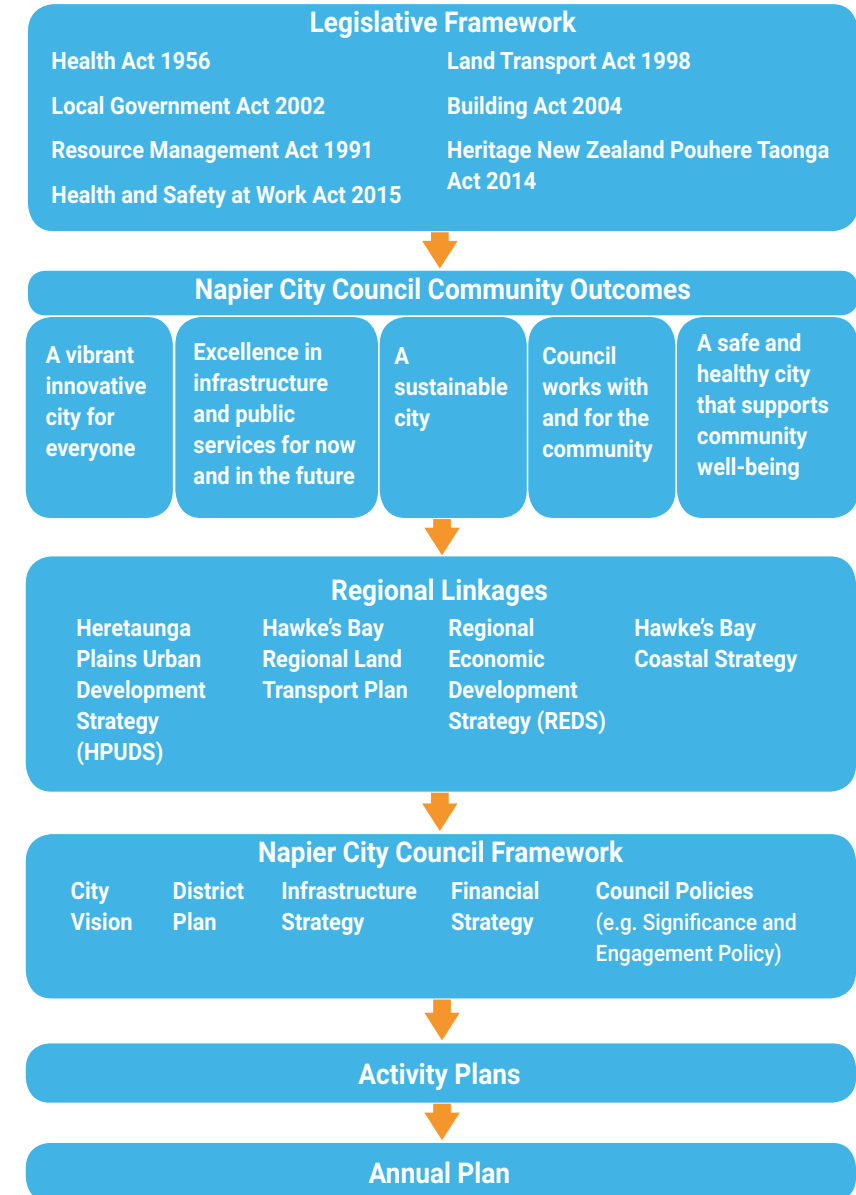 Legislative Framework
Health Act 1956
Local Government Act 2002
Resource Management Act 1991
Health and Safety at Work Act 2015
Land Transport Act 1998
Building Act 2004
Heritage New Zealand Pouhere Taonga
Act 2014
Napier City Council Community Outcomes
A vibrant
innovative
city for
everyone
Excellence in
infrastructure
and public
services for now
and in the future
A
sustainable
city
Council
works with
and for the
community
A safe and
healthy city
that supports
community
well-being
Regional Linkages
Heretaunga
Plains Urban
Development
Strategy
(HPUDS)
Hawke's Bay
Regional Land
Transport Plan
Regional
Economic
Development
Strategy (REDS)
Hawke's Bay
Coastal Strategy
Napier City Council Framework
City
Vision
District
Plan
Infrastructure
Strategy
Financial
Strategy
Council Policies
(e.g. Significance and
Engagement Policy)
Activity Plans
Annual Plan